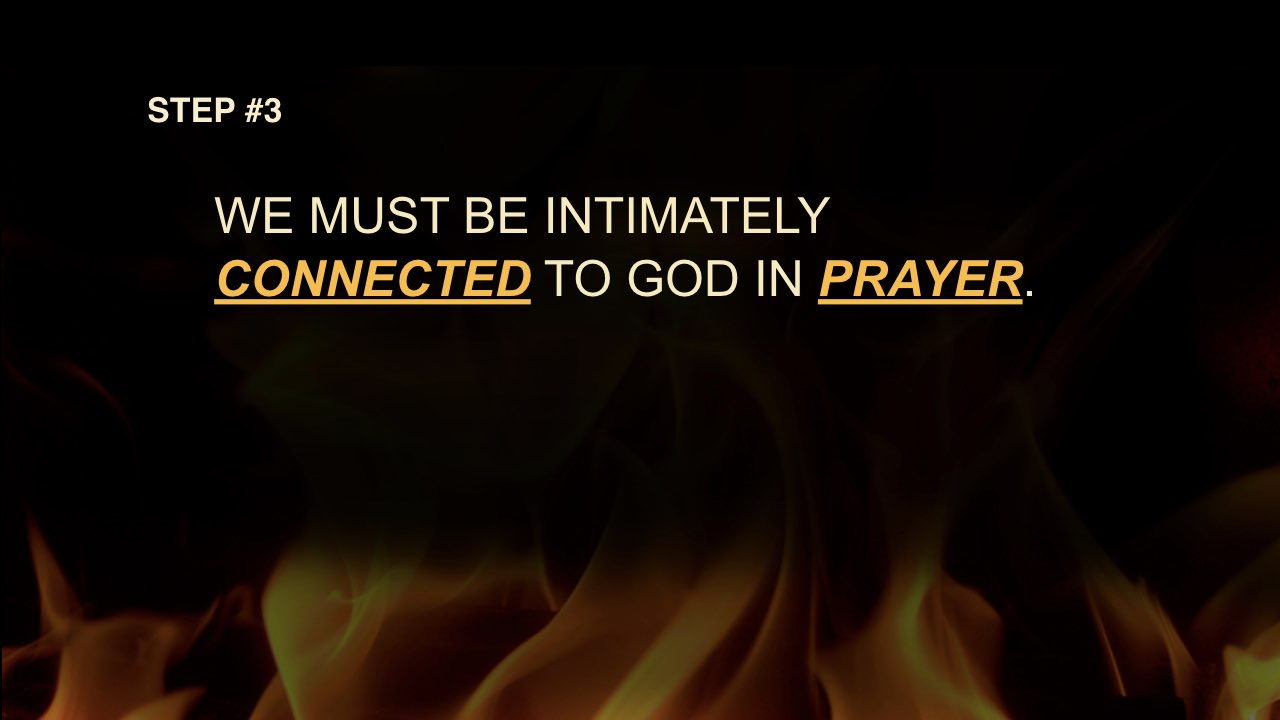 STEP #3
WE MUST BE INTIMATELY
CONNECTED TO GOD IN PRAYER.